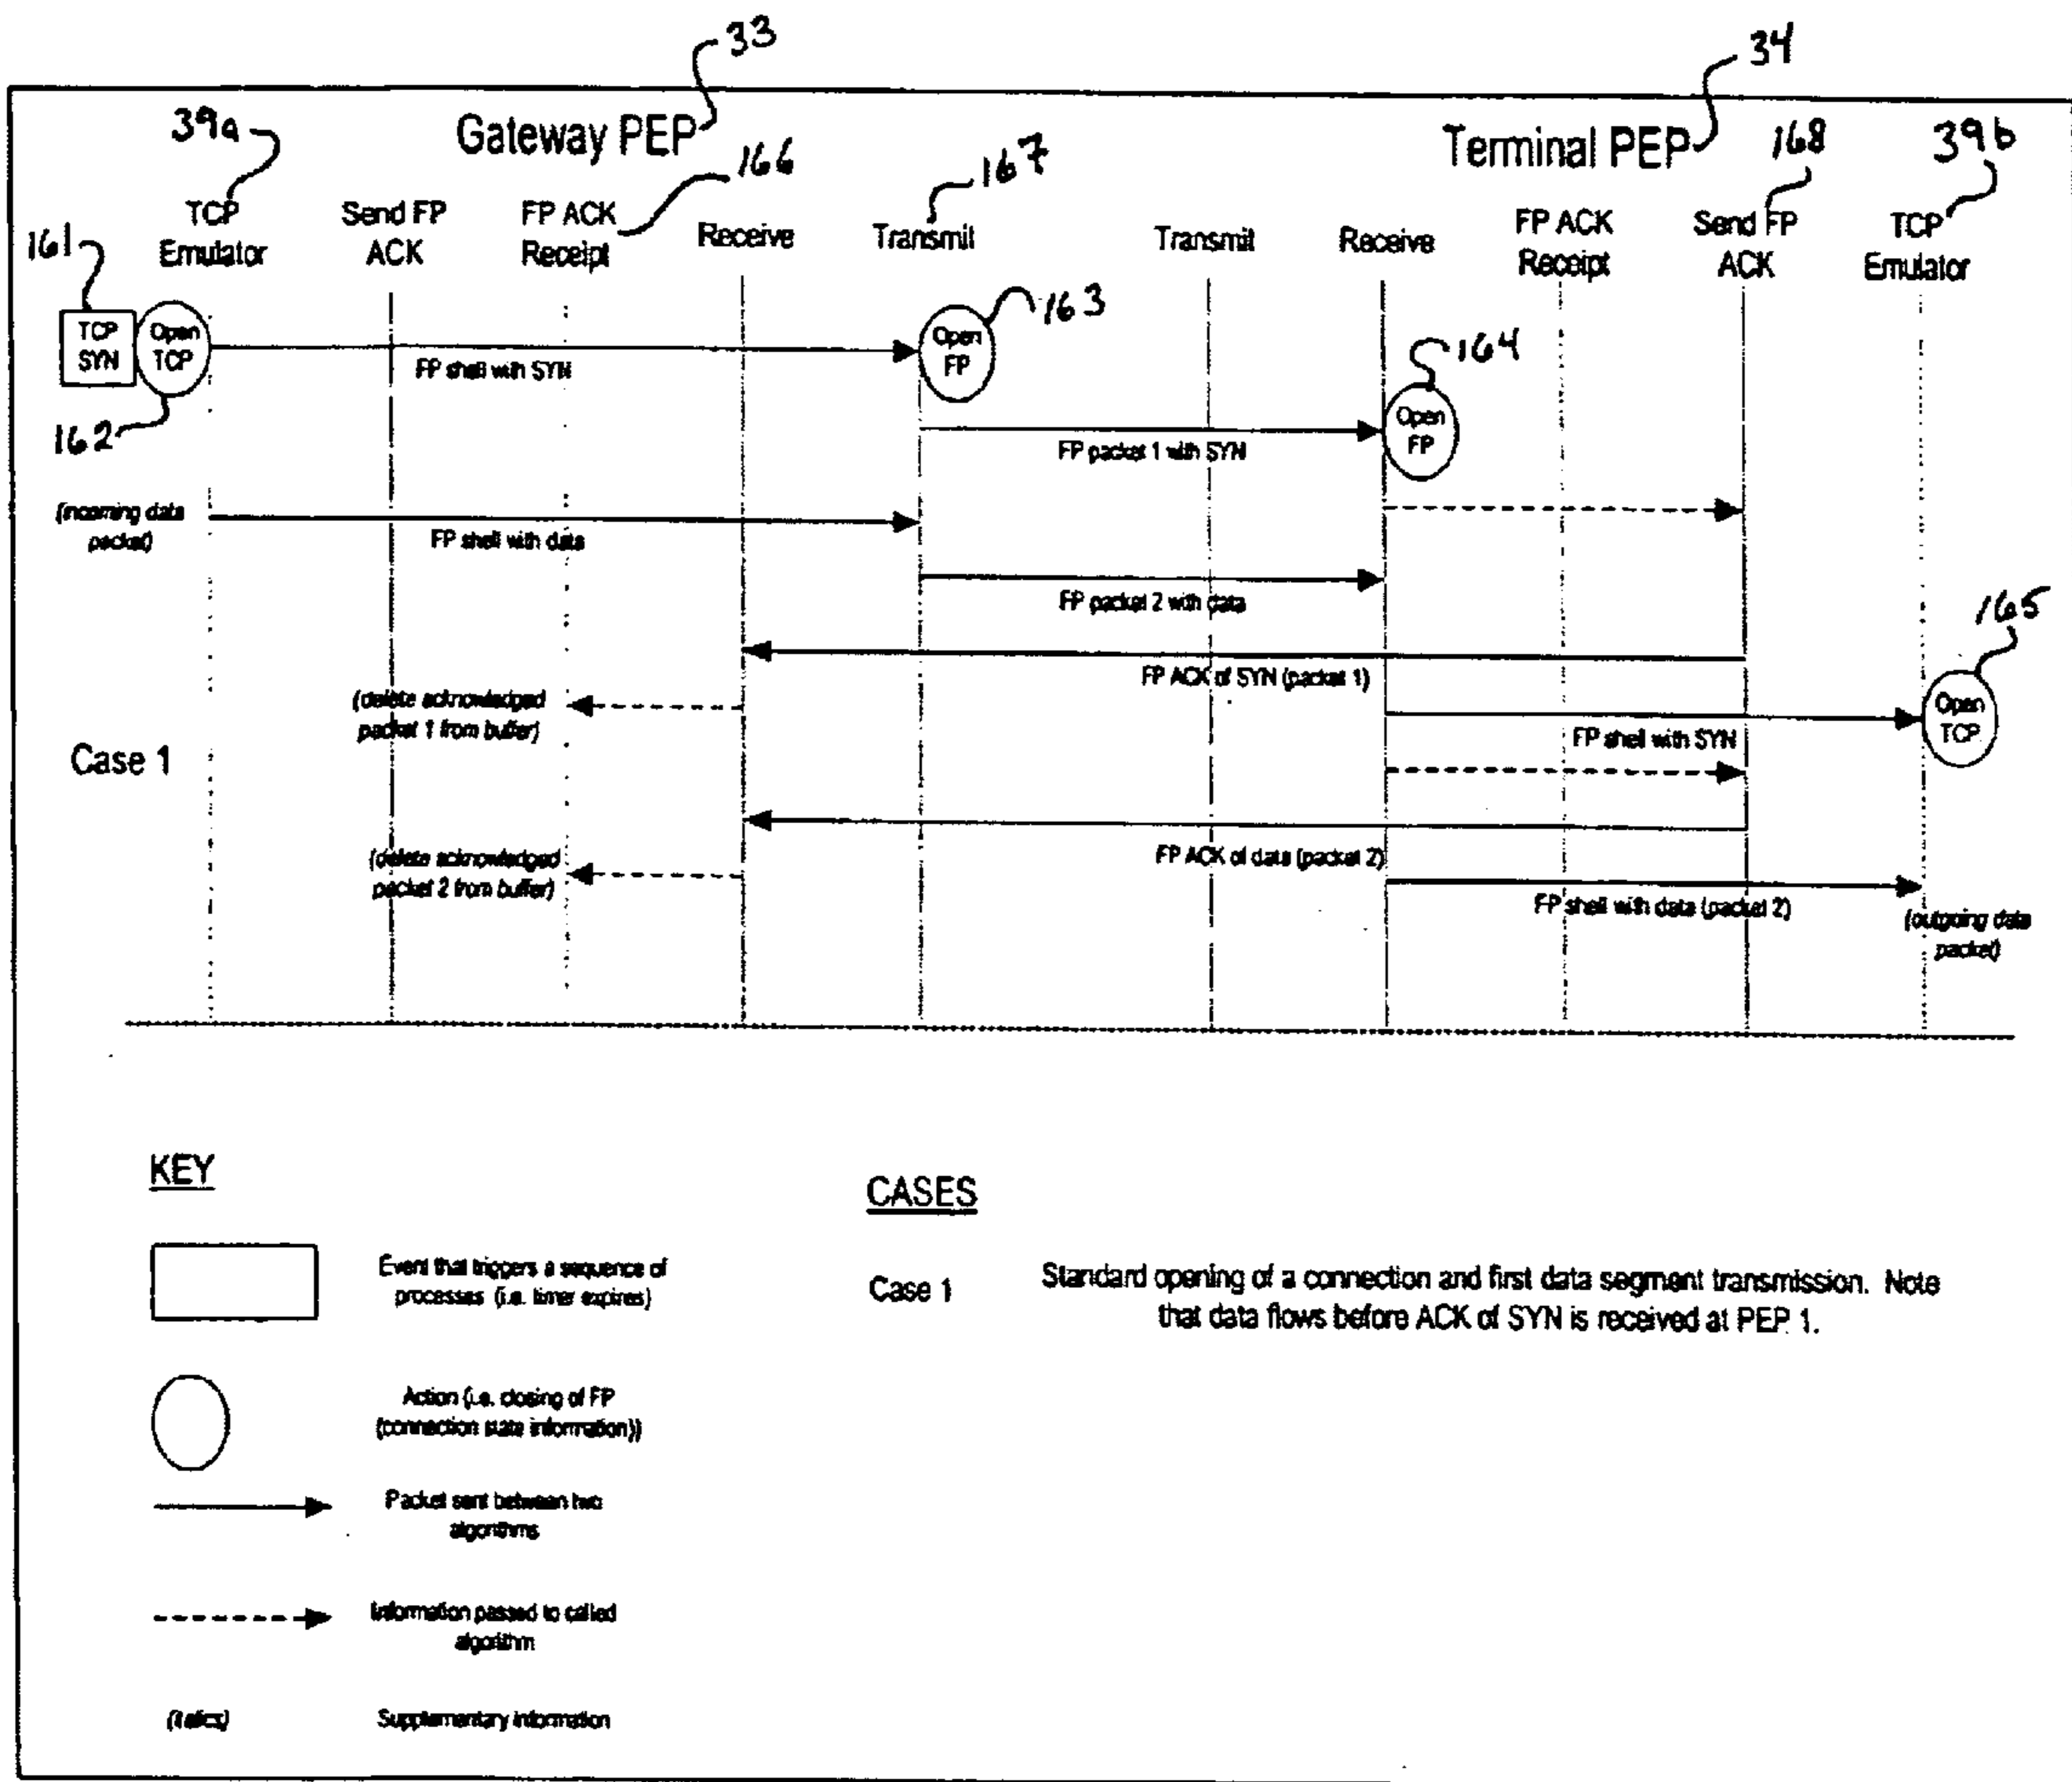 33
34
39a
Gateway PEP
166
167
Terminal PEP
168
39b
161
TCP
Emulator
Send FP
ACK
FP ACK
Receipt
Receive
Transmit
Transmit
Receive
FP ACK
Receipt
Send FP
ACK
TCP
Emulator
TCP
SYN
Open
TCP
FP shell with SYN
Open
FP
163
162
FP packet 1 with SYN
Open
FP
164
(incoming data
packet)
FP shell with data
FP packet 2 with data
165
FP ACK of SYN (packet 1)
(delete acknowledged
packet 1 from buffer)
FP shell with SYN
Open
TCP
Case 1
FP ACK of data (packet 2)
(delete acknowledged
packet 2 from buffer)
FP shell with data (packet 2)
(outgoing data
packet)
KEY
Event that triggers a sequence of
processes (i.e. timer expires)
Action (i.e. closing of FP
(connection state information))
Packet sent between two
algorithms
Information passed to called
algorithm
(italics)
Supplementary information
CASES
Case 1
Standard opening of a connection and first data segment transmission. Note
that data flows before ACK of SYN is received at PEP 1.